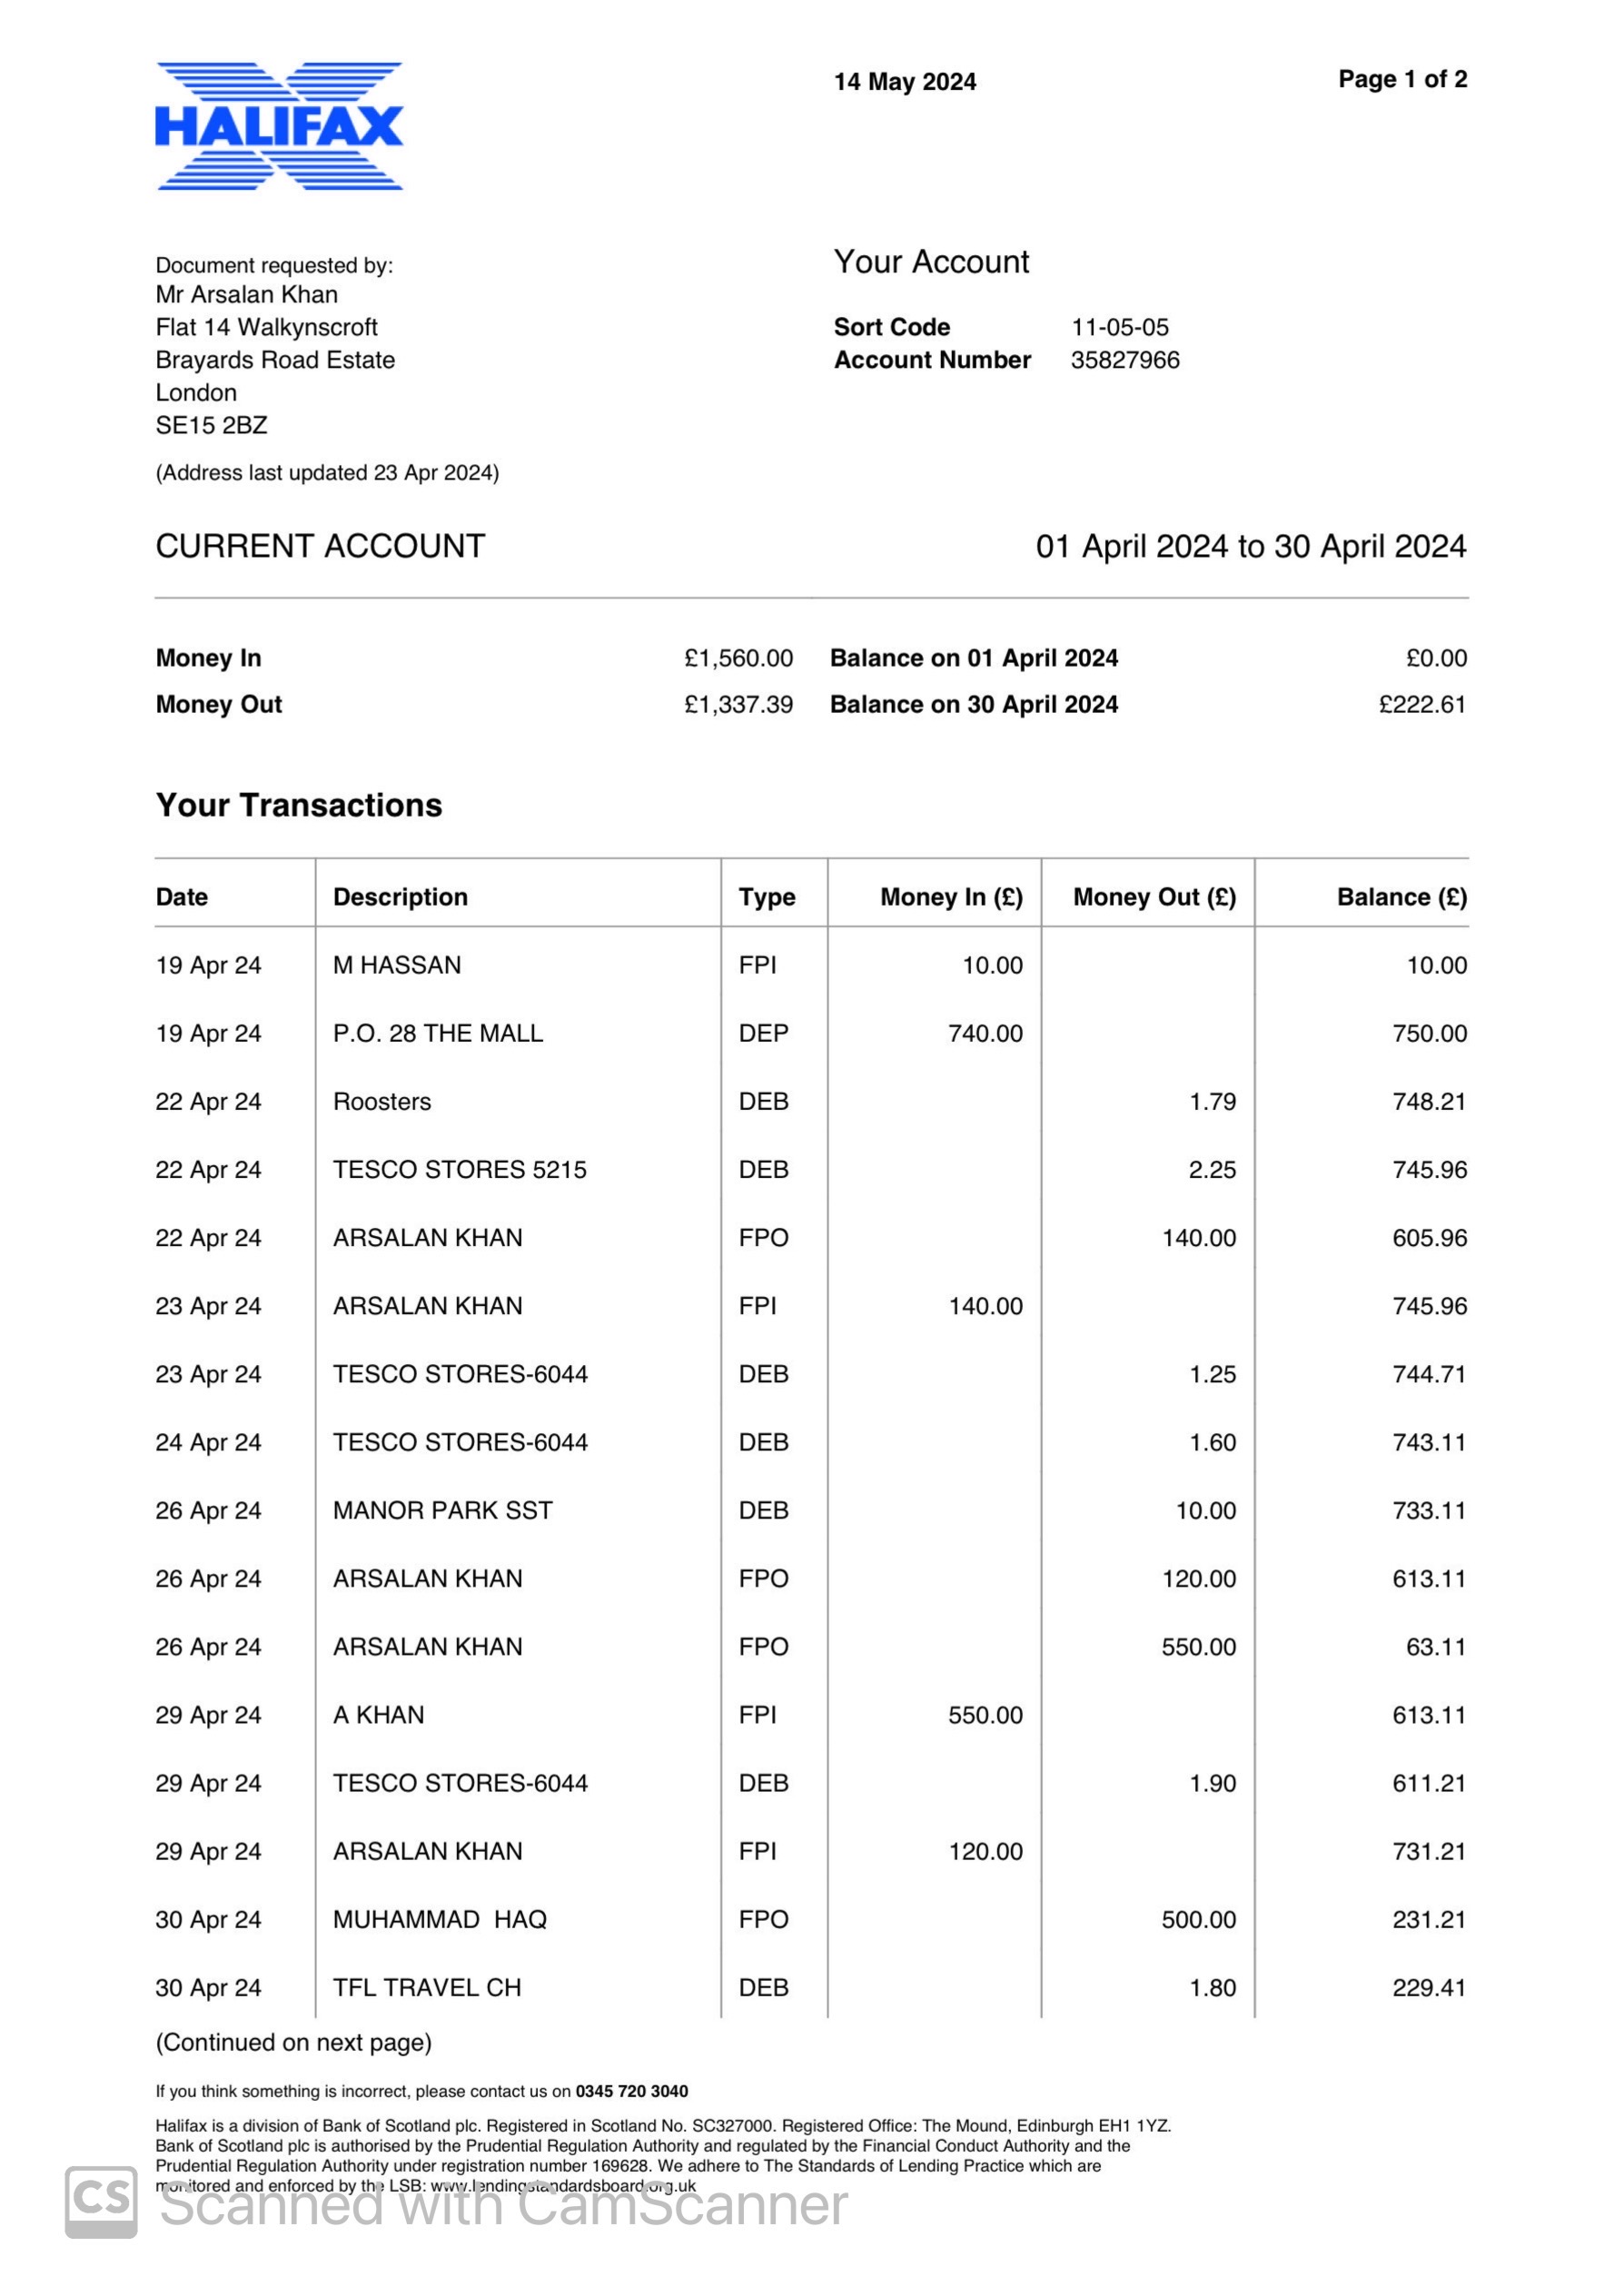 14 May 2024
Page 1 of 2
HALIFAX
Document requested by:
Mr Arsalan Khan
Flat 14 Walkynscroft
Brayards Road Estate
London
SE15 2BZ
(Address last updated 23 Apr 2024)
Your Account
Sort Code 11-05-05
Account Number 35827966
CURRENT ACCOUNT 01 April 2024 to 30 April 2024
Money In £1,560.00 Balance on 01 April 2024 £0.00
Money Out £1,337.39 Balance on 30 April 2024 £222.61
Your Transactions
Date Description Type Money In (£) Money Out (£) Balance (£)
19 Apr 24 M HASSAN FPI 10.00 10.00
19 Apr 24 P.O. 28 THE MALL DEP 740.00 750.00
22 Apr 24 Roosters DEB 1.79 748.21
22 Apr 24 TESCO STORES 5215 DEB 2.25 745.96
22 Apr 24 ARSALAN KHAN FPO 140.00 605.96
23 Apr 24 ARSALAN KHAN FPI 140.00 745.96
23 Apr 24 TESCO STORES-6044 DEB 1.25 744.71
24 Apr 24 TESCO STORES-6044 DEB 1.60 743.11
26 Apr 24 MANOR PARK SST DEB 10.00 733.11
26 Apr 24 ARSALAN KHAN FPO 120.00 613.11
26 Apr 24 ARSALAN KHAN FPO 550.00 63.11
29 Apr 24 A KHAN FPI 550.00 613.11
29 Apr 24 TESCO STORES-6044 DEB 1.90 611.21
29 Apr 24 ARSALAN KHAN FPI 120.00 731.21
30 Apr 24 MUHAMMAD HAQ FPO 500.00 231.21
30 Apr 24 TFL TRAVEL CH DEB 1.80 229.41
(Continued on next page)
If you think something is incorrect, please contact us on 0345 720 3040
Halifax is a division of Bank of Scotland plc. Registered in Scotland No. SC327000. Registered Office: The Mound, Edinburgh EH1 1YZ.
Bank of Scotland plc is authorised by the Prudential Regulation Authority and regulated by the Financial Conduct Authority and the
Prudential Regulation Authority under registration number 169628. We adhere to The Standards of Lending Practice which are
monitored and enforced by the LSB: www.lendingstandardsboard.org.uk
CS Scanned with CamScanner